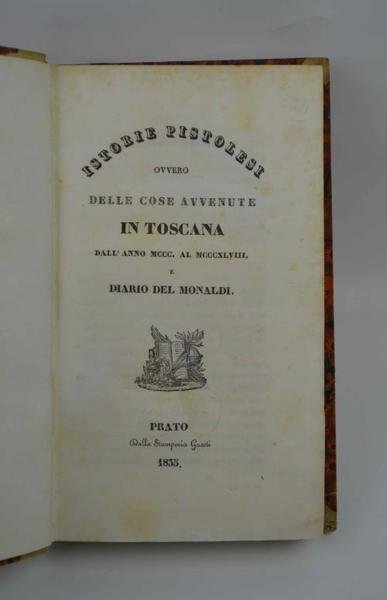 ISTORIE PISTOLESI
OVVERO
DELLE COSE AVVENUTE
IN TOSCANA
DALL' ANNO MCCC. AL MCCCXLVIII.
E
DIARIO DEL MONALDI.
PRATO
Dalla Stamperia Guasti
1835.